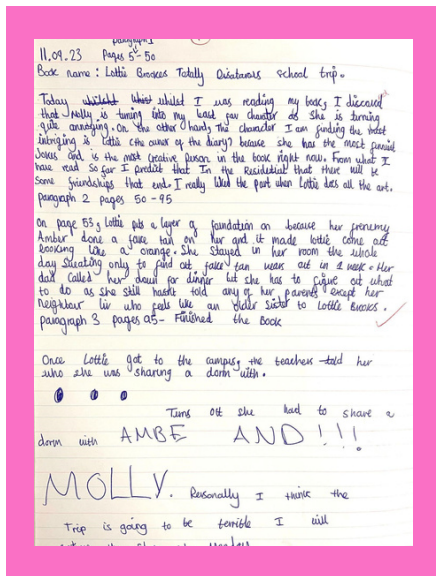 paragraph 1
11.09.23 Pages 5 - 50
Book name : Lottie Brookes Totally Disatarous school trip.
Today whilst I was reading my book, I discoved
that Molly is turning into my least fav charater as she is turning
quite annoying. On the other hand, The character I am finding the most
intriging is Lottie (the owner of the diary) because she has the most funniest
Jokes and is the most creative Person in the book right now. From what I
have read so far I predict that In the Residential that there will be
some friendships that end. I really liked the part when Lottie does all the art.
Paragraph 2 pages 50 - 95
On page 53, Lottie puts a layer of foundation on because her frenemy
Amber done a fake tan on her and it made lottie come out
looking like a orange. She stayed in her room the whole
day Sweating only to find out fake tan wears out in 1 week. Her
dad called her down for dinner but she has to figure out what
to do as she still hasn't told any of her parents except her
neighbour Liv who feels like an older sister to Lottie Brooks.
paragraph 3 pages 95 - Finished the Book
Once Lottie got to the campus, the teachers told her
who she was sharing a dorm with.
Turns out she had to share a
dorm with AMBE AND!!!
MOLLY. Personally I think the
Trip is going to be terrible I will